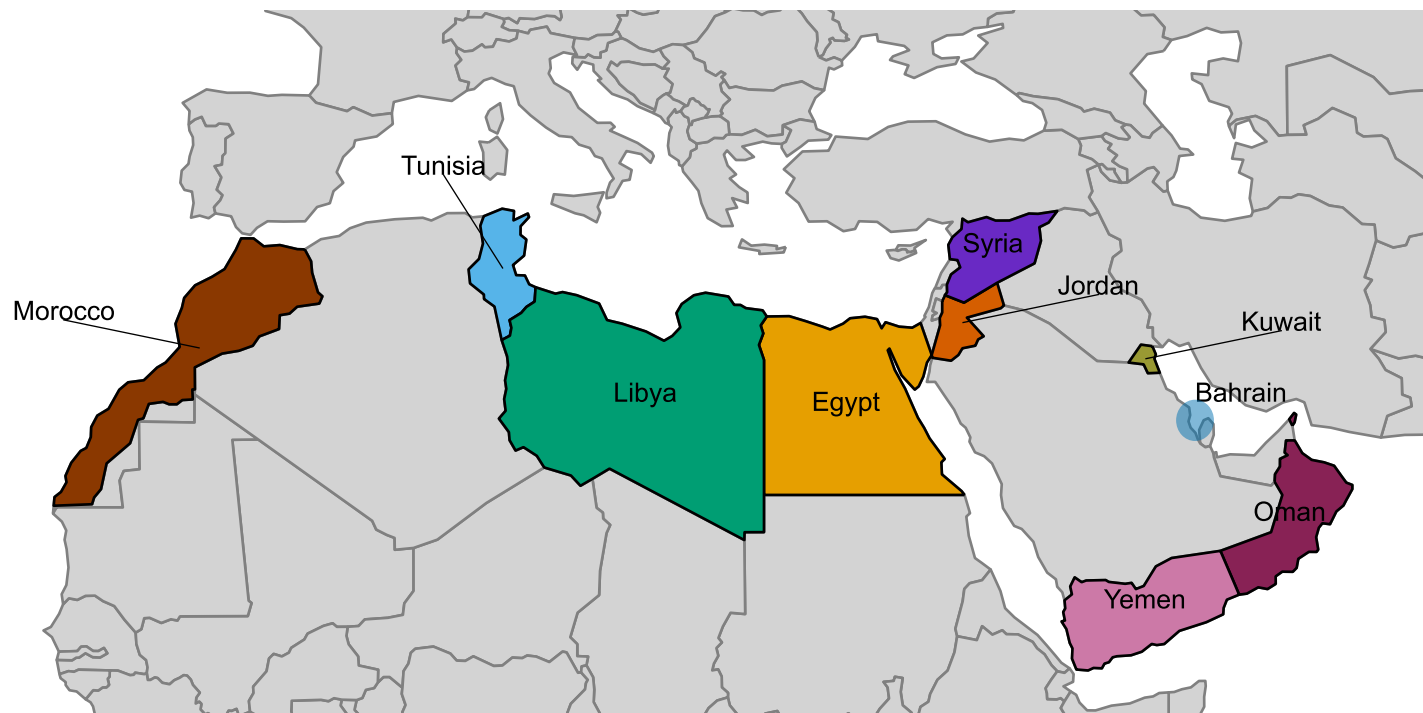 Tunisia
Syria
Jordan
Morocco
Kuwait
Libya
Egypt
Bahrain
Oman
Yemen